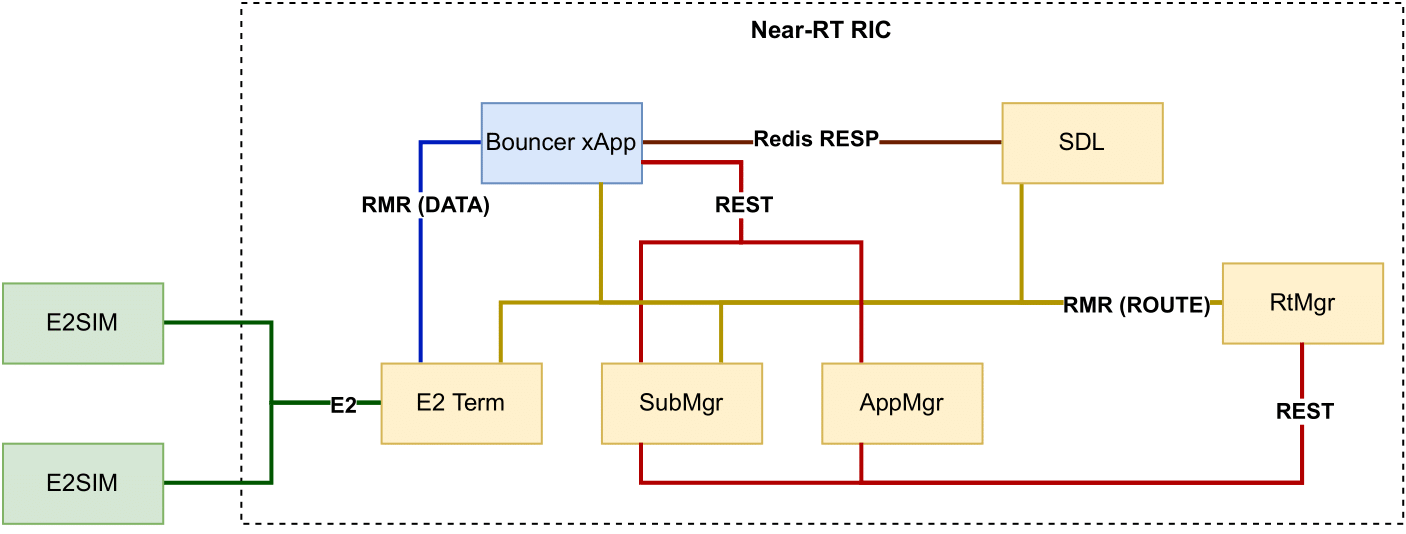 Near-RT RIC
Bouncer xApp
Redis RESP
SDL
RMR (DATA)
REST
E2SIM
RMR (ROUTE)
RtMgr
E2
E2 Term
SubMgr
AppMgr
REST
E2SIM